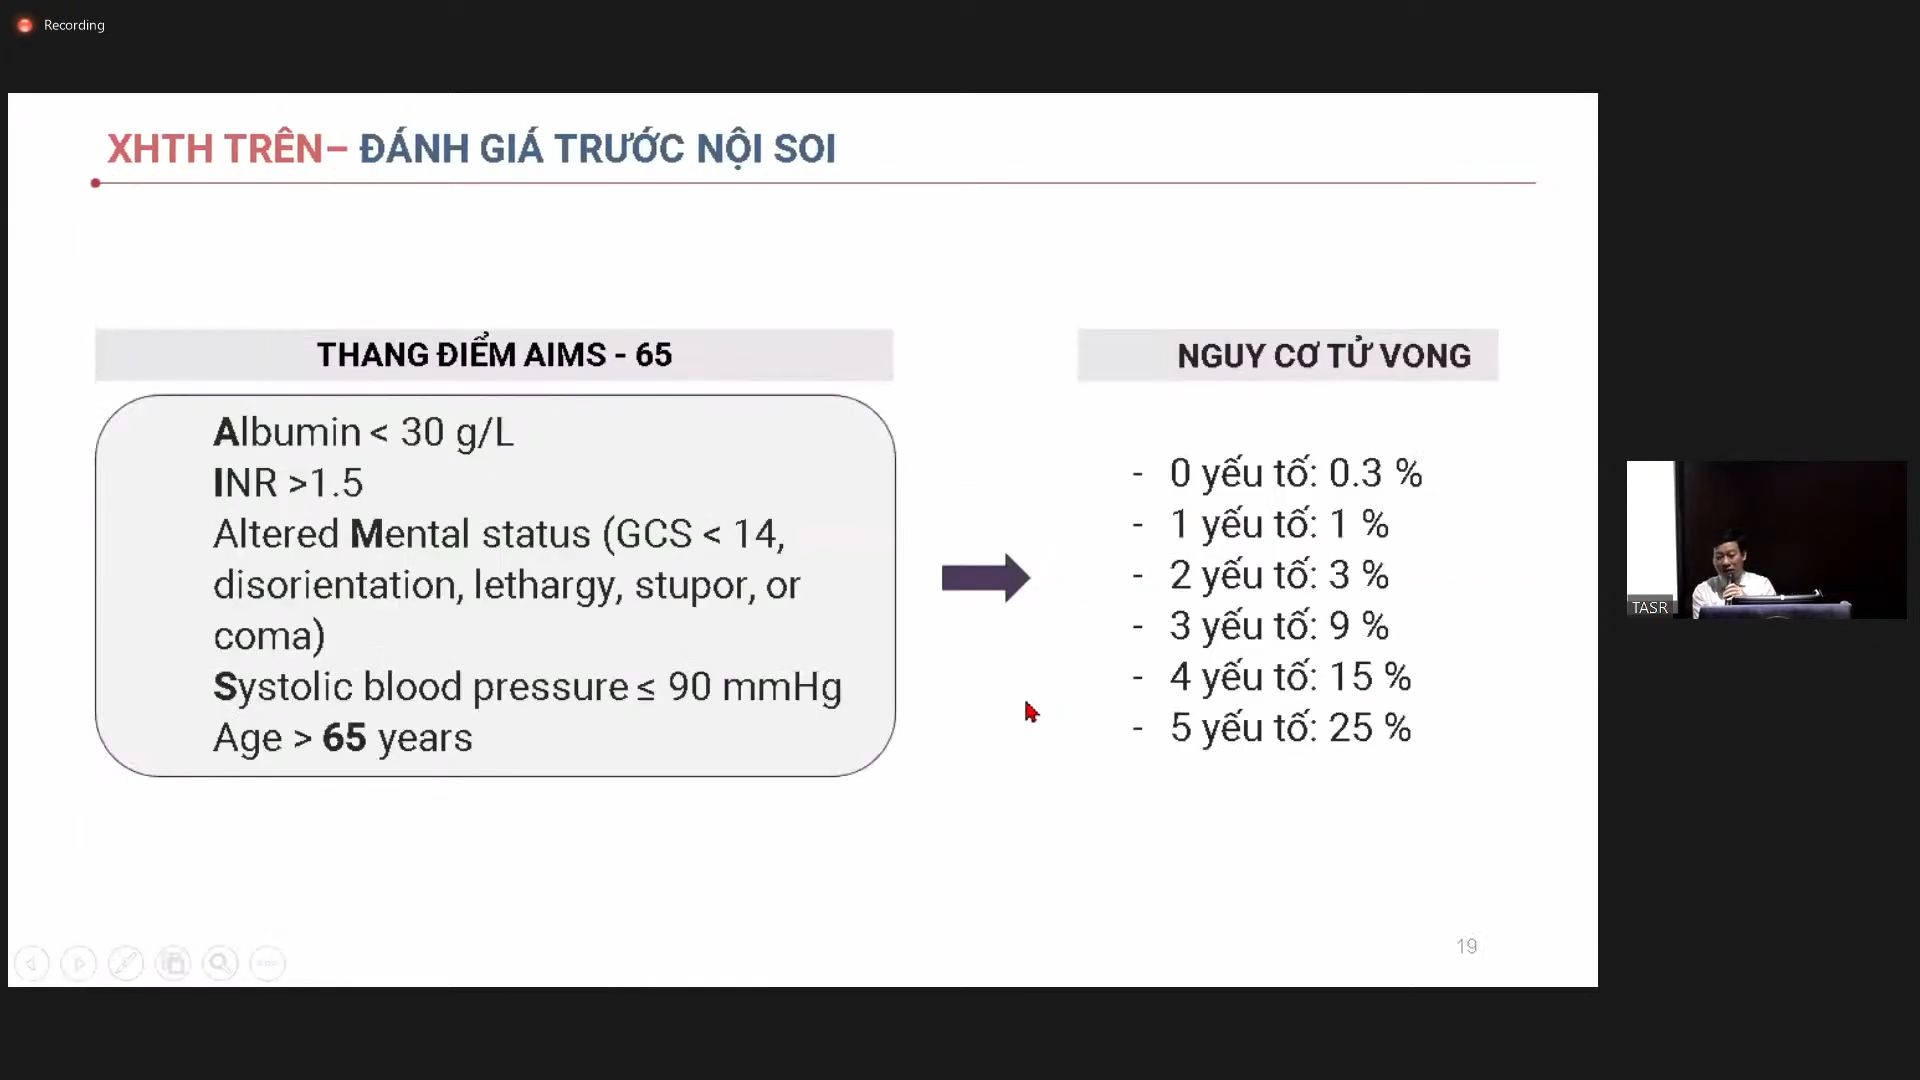 Recording
XHTH TRÊN– ĐÁNH GIÁ TRƯỚC NỘI SOI
THANG ĐIỂM AIMS - 65
Albumin < 30 g/L
INR >1.5
Altered Mental status (GCS < 14,
disorientation, lethargy, stupor, or
coma)
Systolic blood pressure ≤ 90 mmHg
Age > 65 years
NGUY CƠ TỬ VONG
- 0 yếu tố: 0.3 %
- 1 yếu tố: 1 %
- 2 yếu tố: 3 %
- 3 yếu tố: 9 %
- 4 yếu tố: 15 %
- 5 yếu tố: 25 %
TASR
19